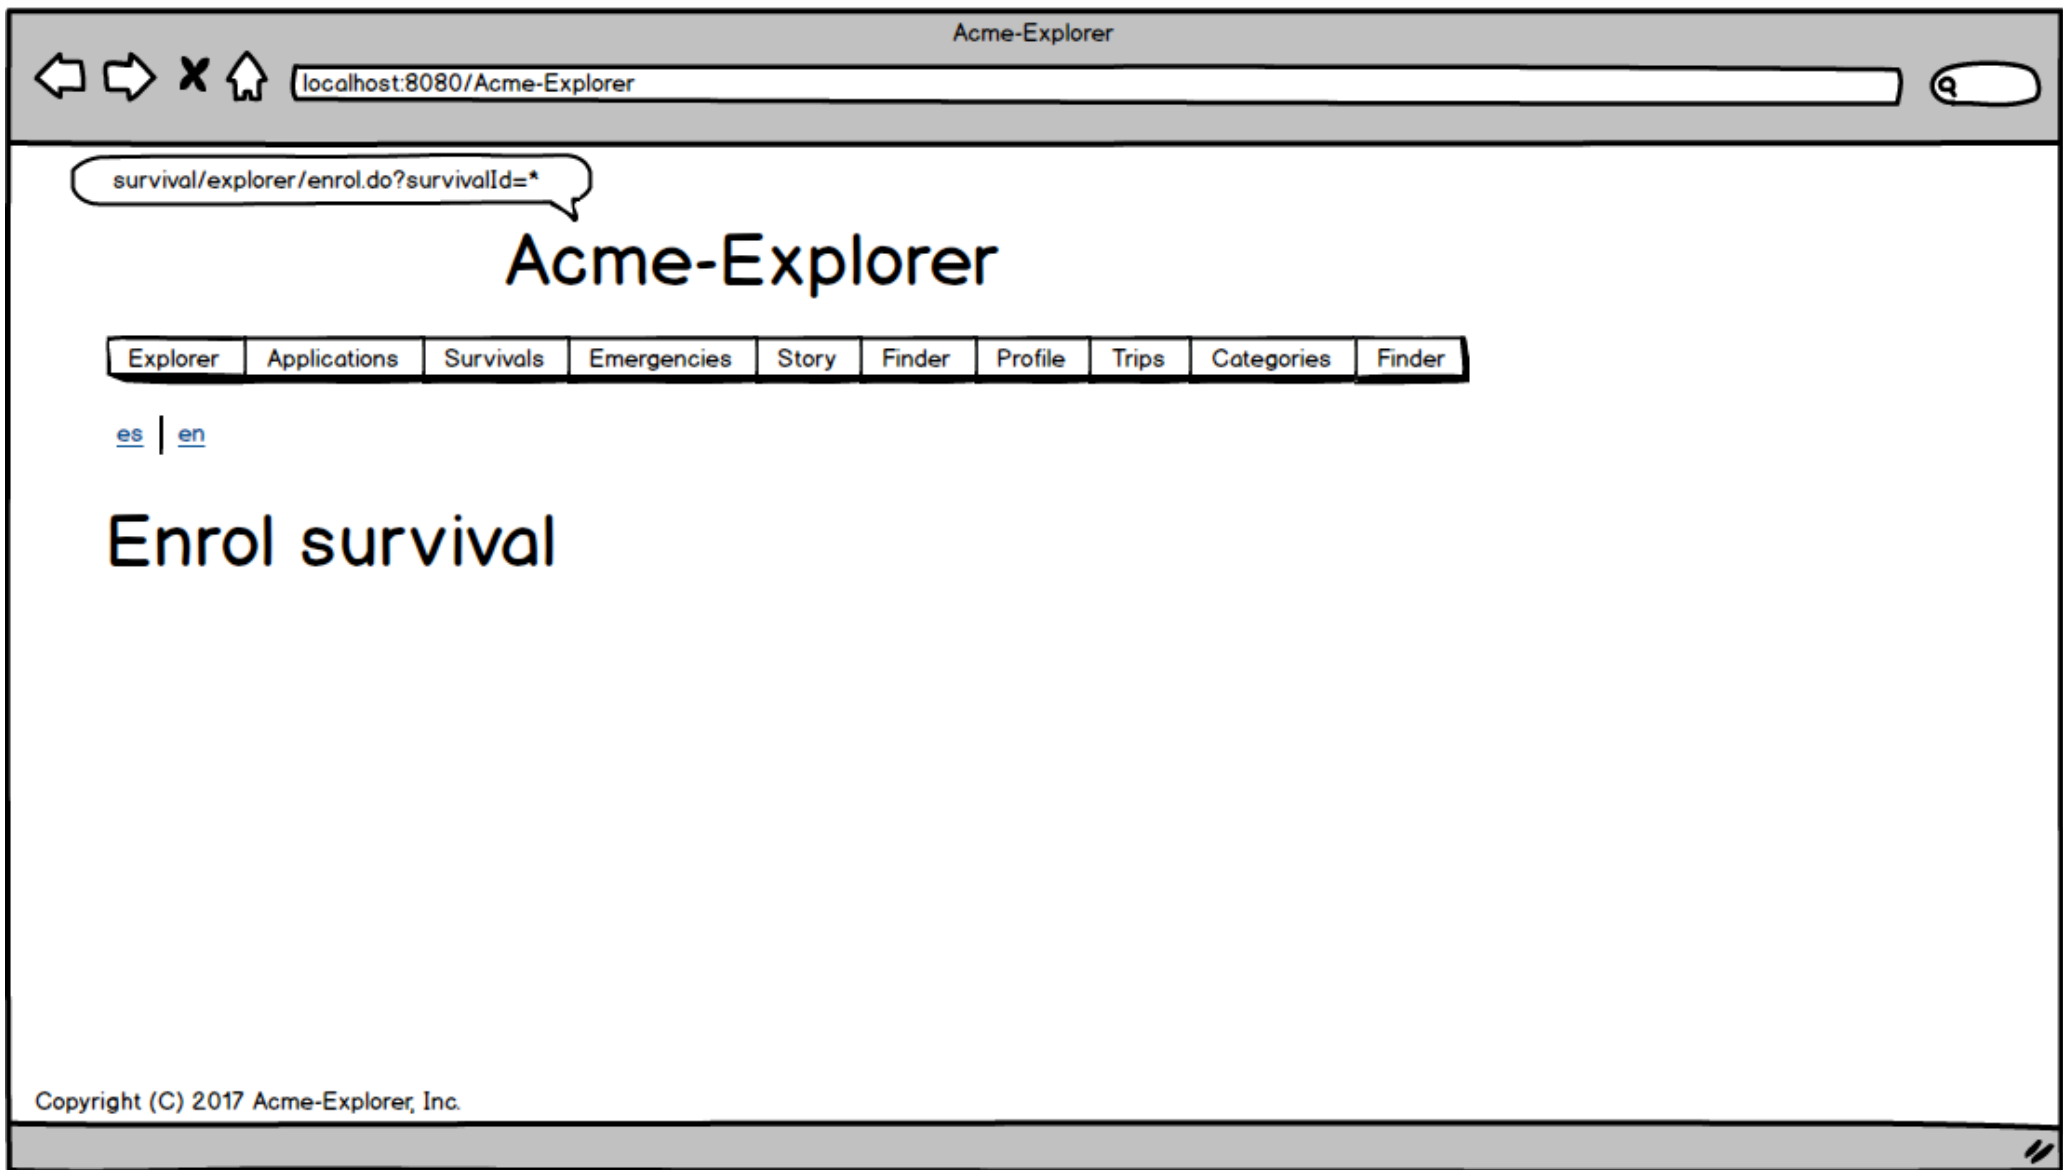 Acme-Explorer
localhost:8080/Acme-Explorer
survival/explorer/enrol.do?survivalId=*
Acme-Explorer
Explorer Applications Survivals Emergencies Story Finder Profile Trips Categories Finder
es | en
Enrol survival
Copyright (C) 2017 Acme-Explorer, Inc.